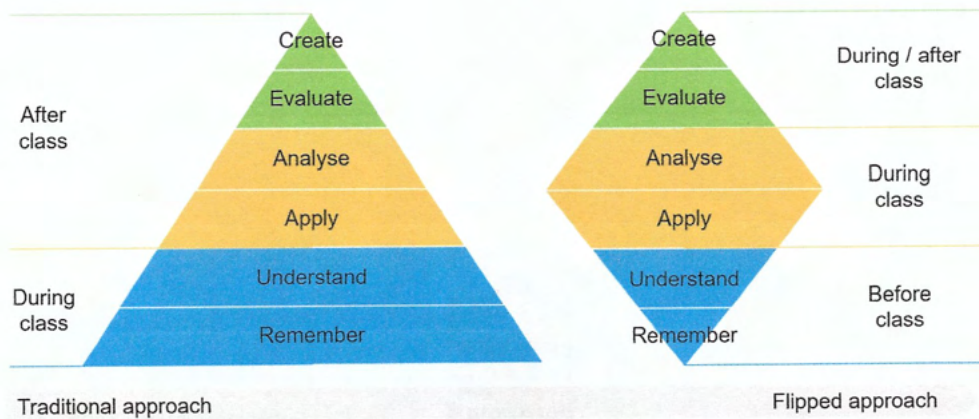 Create
Evaluate
Analyse
Apply
Understand
Remember
After
class
During
class
Traditional approach
Create
Evaluate
Analyse
Apply
Understand
Remember
During / after
class
During
class
Before
class
Flipped approach